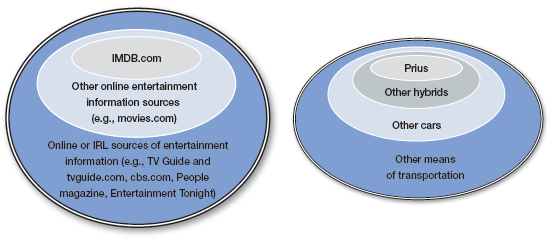 IMDB.com
Other online entertainment
information sources
(e.g., movies.com)
Online or IRL sources of entertainment
information (e.g., TV Guide and
tvguide.com, cbs.com, People
magazine, Entertainment Tonight)
Prius
Other hybrids
Other cars
Other means
of transportation